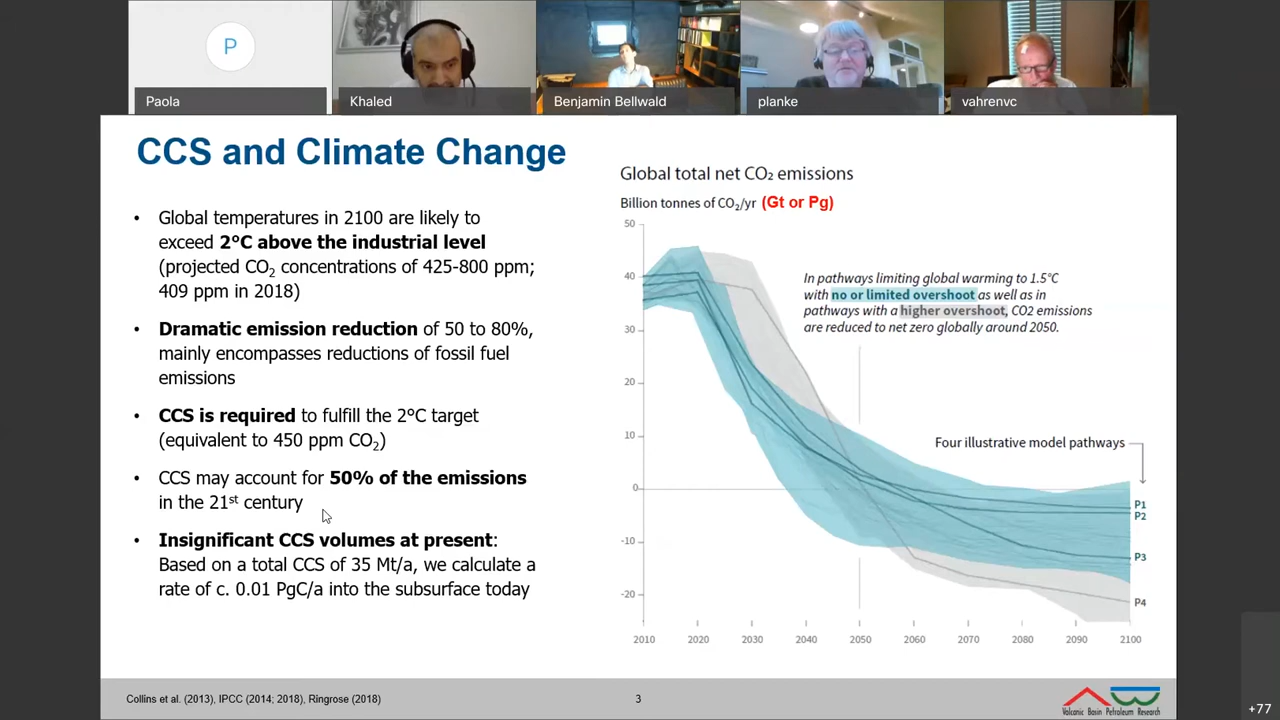 P
Paola
Khaled
Benjamin Bellwald
planke
vahrenvc
CCS and Climate Change
• Global temperatures in 2100 are likely to
exceed 2°C above the industrial level
(projected CO₂ concentrations of 425-800 ppm;
409 ppm in 2018)
• Dramatic emission reduction of 50 to 80%,
mainly encompasses reductions of fossil fuel
emissions
• CCS is required to fulfill the 2°C target
(equivalent to 450 ppm CO₂)
• CCS may account for 50% of the emissions
in the 21st century
• Insignificant CCS volumes at present:
Based on a total CCS of 35 Mt/a, we calculate a
rate of c. 0.01 PgC/a into the subsurface today
Global total net CO₂ emissions
Billion tonnes of CO₂/yr (Gt or Pg)
50
40
30
20
10
0
-10
-20
In pathways limiting global warming to 1.5°C
with no or limited overshoot as well as in
pathways with a higher overshoot, CO2 emissions
are reduced to net zero globally around 2050.
Four illustrative model pathways
P1
P2
P3
P4
2010 2020 2030 2040 2050 2060 2070 2080 2090 2100
Collins et al. (2013), IPCC (2014; 2018), Ringrose (2018)
3
Volcanic Basin Petroleum Research
+77